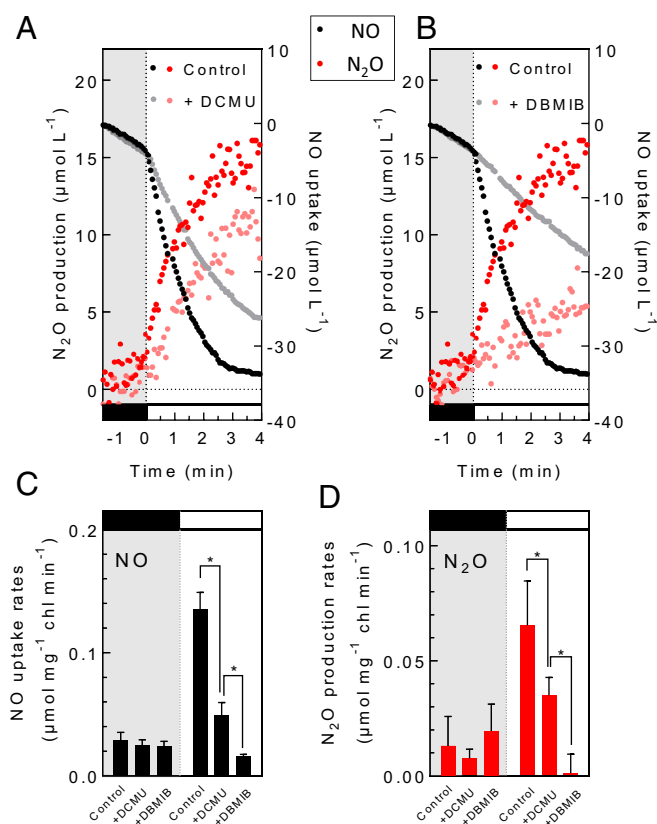 A
B
NO
N₂O
N₂O production (µmol L⁻¹)
20
15
10
5
0
Control
+ DCMU
10
0
-10
-20
-30
-40
NO uptake (µmol L⁻¹)
-1 0 1 2 3 4
Time (min)
N₂O production (µmol L⁻¹)
20
15
10
5
0
Control
+ DBMIB
10
0
-10
-20
-30
-40
NO uptake (µmol L⁻¹)
-1 0 1 2 3 4
Time (min)
C
NO uptake rates
(µmol mg⁻¹ chl min⁻¹)
0.2
0.1
0.0
NO
*
*
Control +DCMU +DBMIB Control +DCMU +DBMIB
D
N₂O production rates
(µmol mg⁻¹ chl min⁻¹)
0.10
0.05
0.00
N₂O
*
*
Control +DCMU +DBMIB Control +DCMU +DBMIB